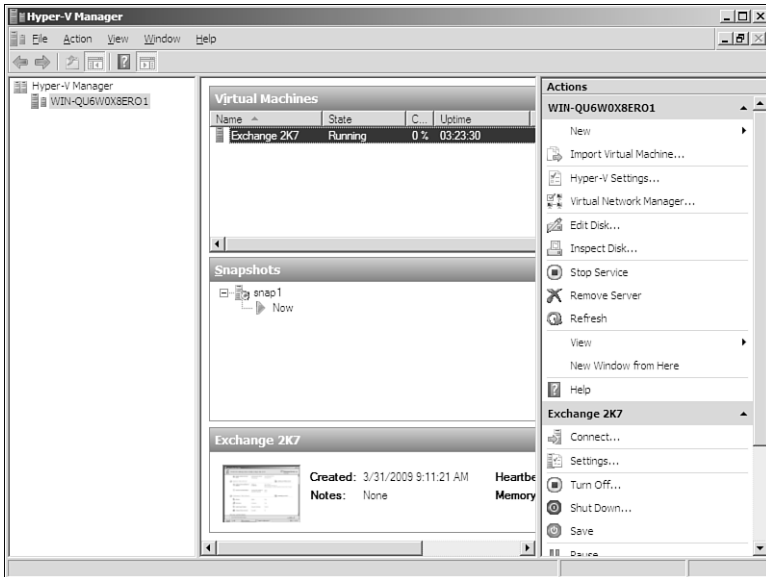 Hyper-V Manager
File Action View Window Help
Hyper-V Manager
WIN-QU6W0X8ERO1
Virtual Machines
Name State C... Uptime
Exchange 2K7 Running 0 % 03:23:30
Snapshots
snap1
Now
Exchange 2K7
Created: 3/31/2009 9:11:21 AM Heartbe
Notes: None Memory
Actions
WIN-QU6W0X8ERO1
New
Import Virtual Machine...
Hyper-V Settings...
Virtual Network Manager...
Edit Disk...
Inspect Disk...
Stop Service
Remove Server
Refresh
View
New Window from Here
Help
Exchange 2K7
Connect...
Settings...
Turn Off...
Shut Down...
Save
Pause